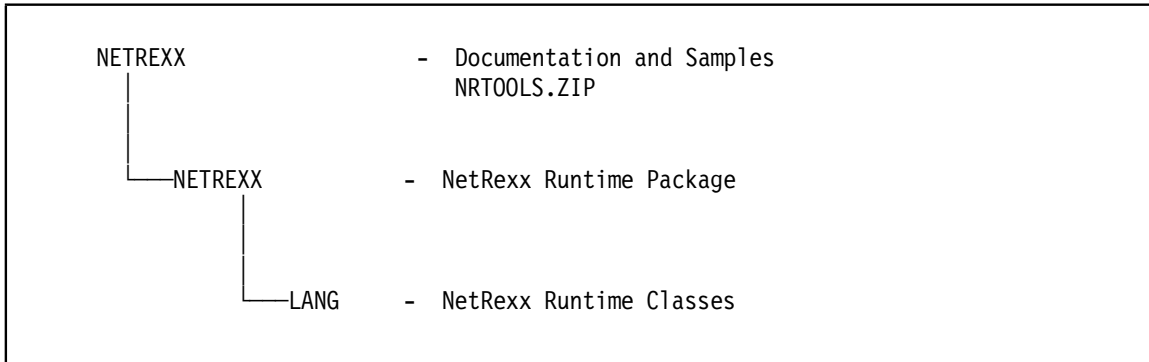 NETREXX - Documentation and Samples
NRTOOLS.ZIP
NETREXX - NetRexx Runtime Package
LANG - NetRexx Runtime Classes